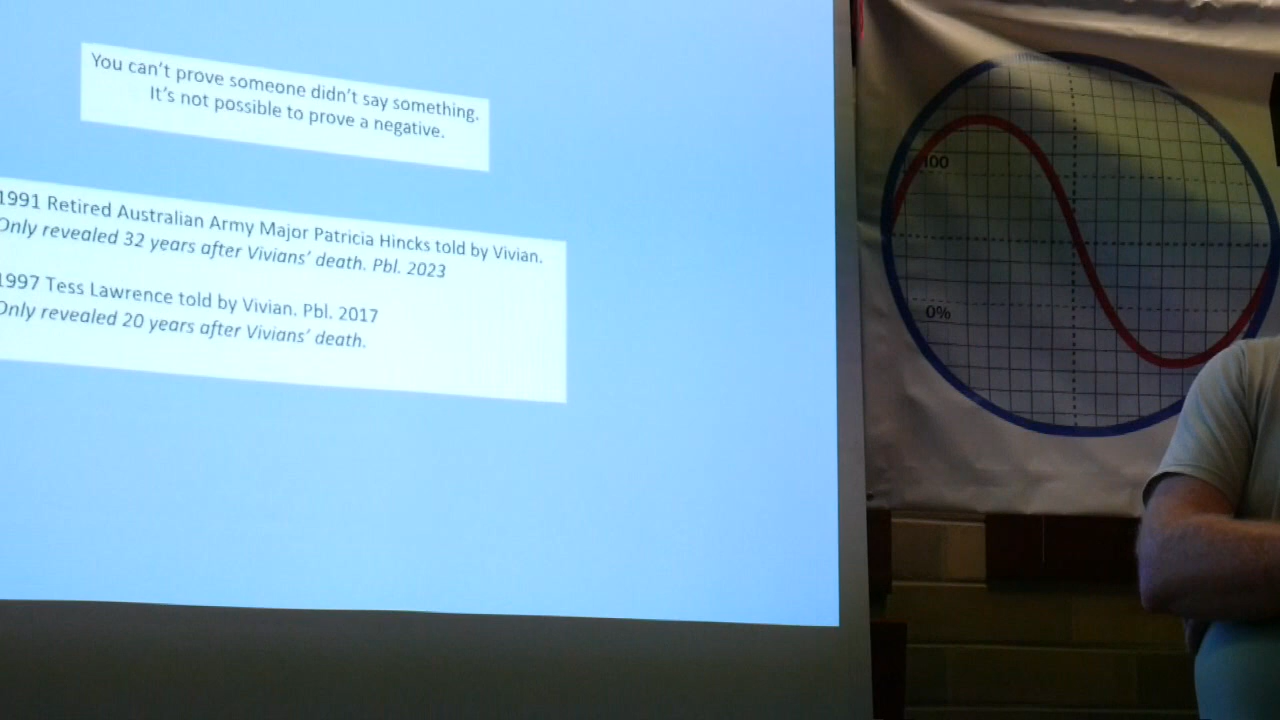 You can't prove someone didn't say something.
It's not possible to prove a negative.
1991 Retired Australian Army Major Patricia Hincks told by Vivian.
Only revealed 32 years after Vivians' death. Pbl. 2023
1997 Tess Lawrence told by Vivian. Pbl. 2017
Only revealed 20 years after Vivians' death.
100
0%